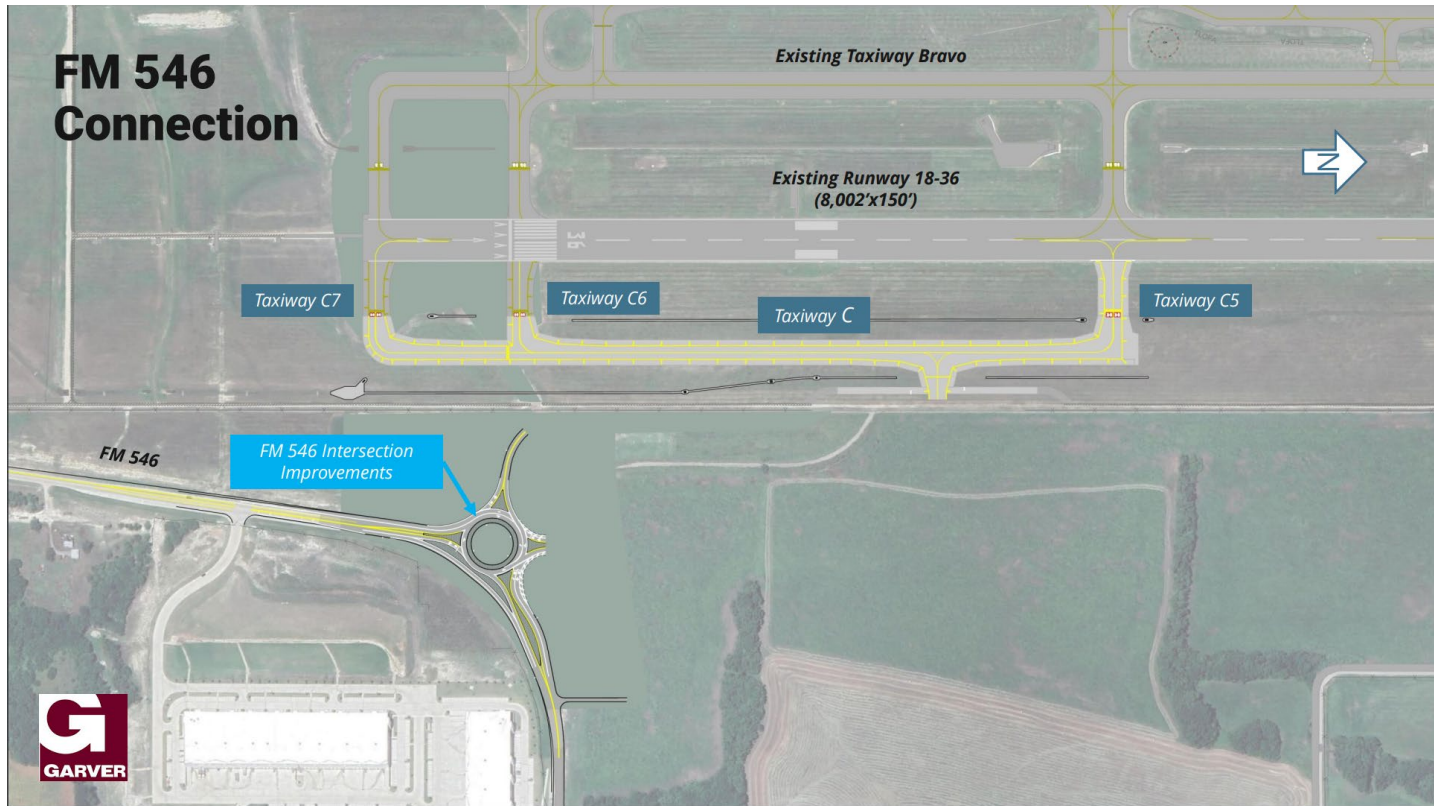 FM 546
Connection
Existing Taxiway Bravo
N
Existing Runway 18-36
(8,002'x150')
36
Taxiway C7
Taxiway C6
Taxiway C
Taxiway C5
FM 546
FM 546 Intersection
Improvements
G
GARVER